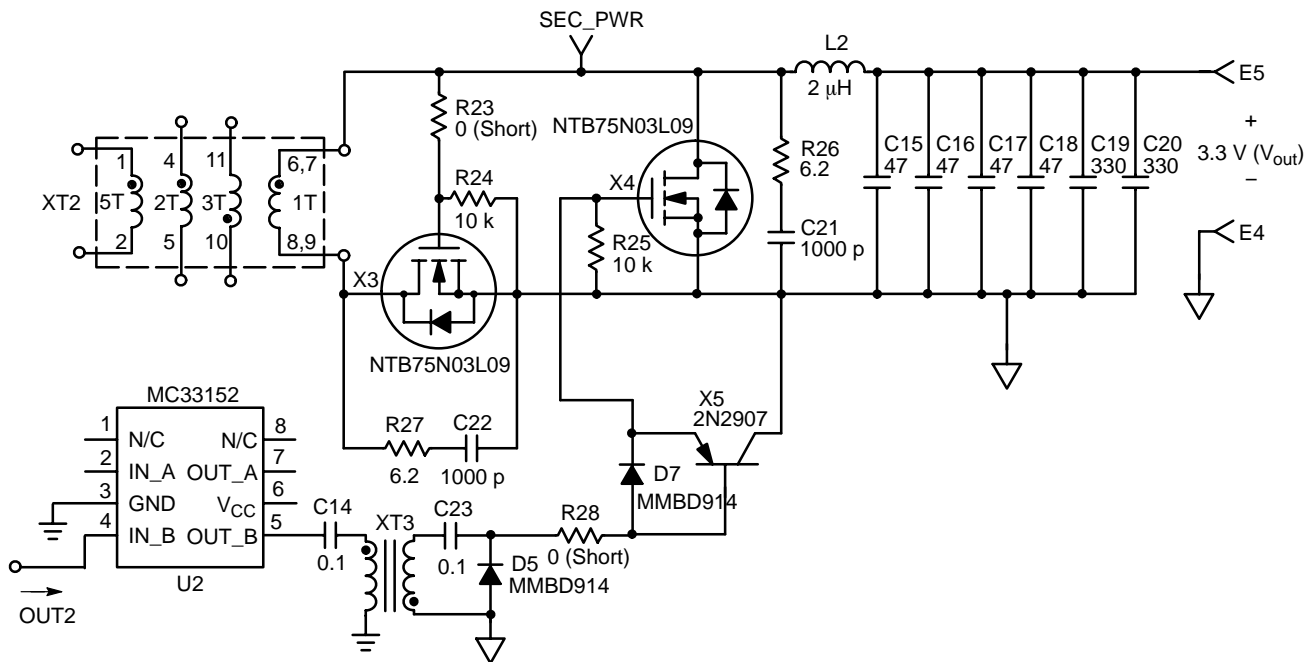 SEC_PWR
L2
2 μH
E5
R23
0 (Short)
NTB75N03L09
R26
6.2
C15
47
C16
47
C17
47
C18
47
C19
330
C20
330
+
3.3 V (Vout)
−
E4
XT2
1
5T
2
4
2T
5
11
3T
10
6,7
1T
8,9
R24
10 k
X4
R25
10 k
C21
1000 p
X3
NTB75N03L09
R27
6.2
C22
1000 p
X5
2N2907
D7
MMBD914
MC33152
1
N/C
N/C
8
2
IN_A
OUT_A
7
3
GND
VCC
6
4
IN_B
OUT_B
5
U2
OUT2
C14
0.1
XT3
C23
0.1
D5
MMBD914
R28
0 (Short)